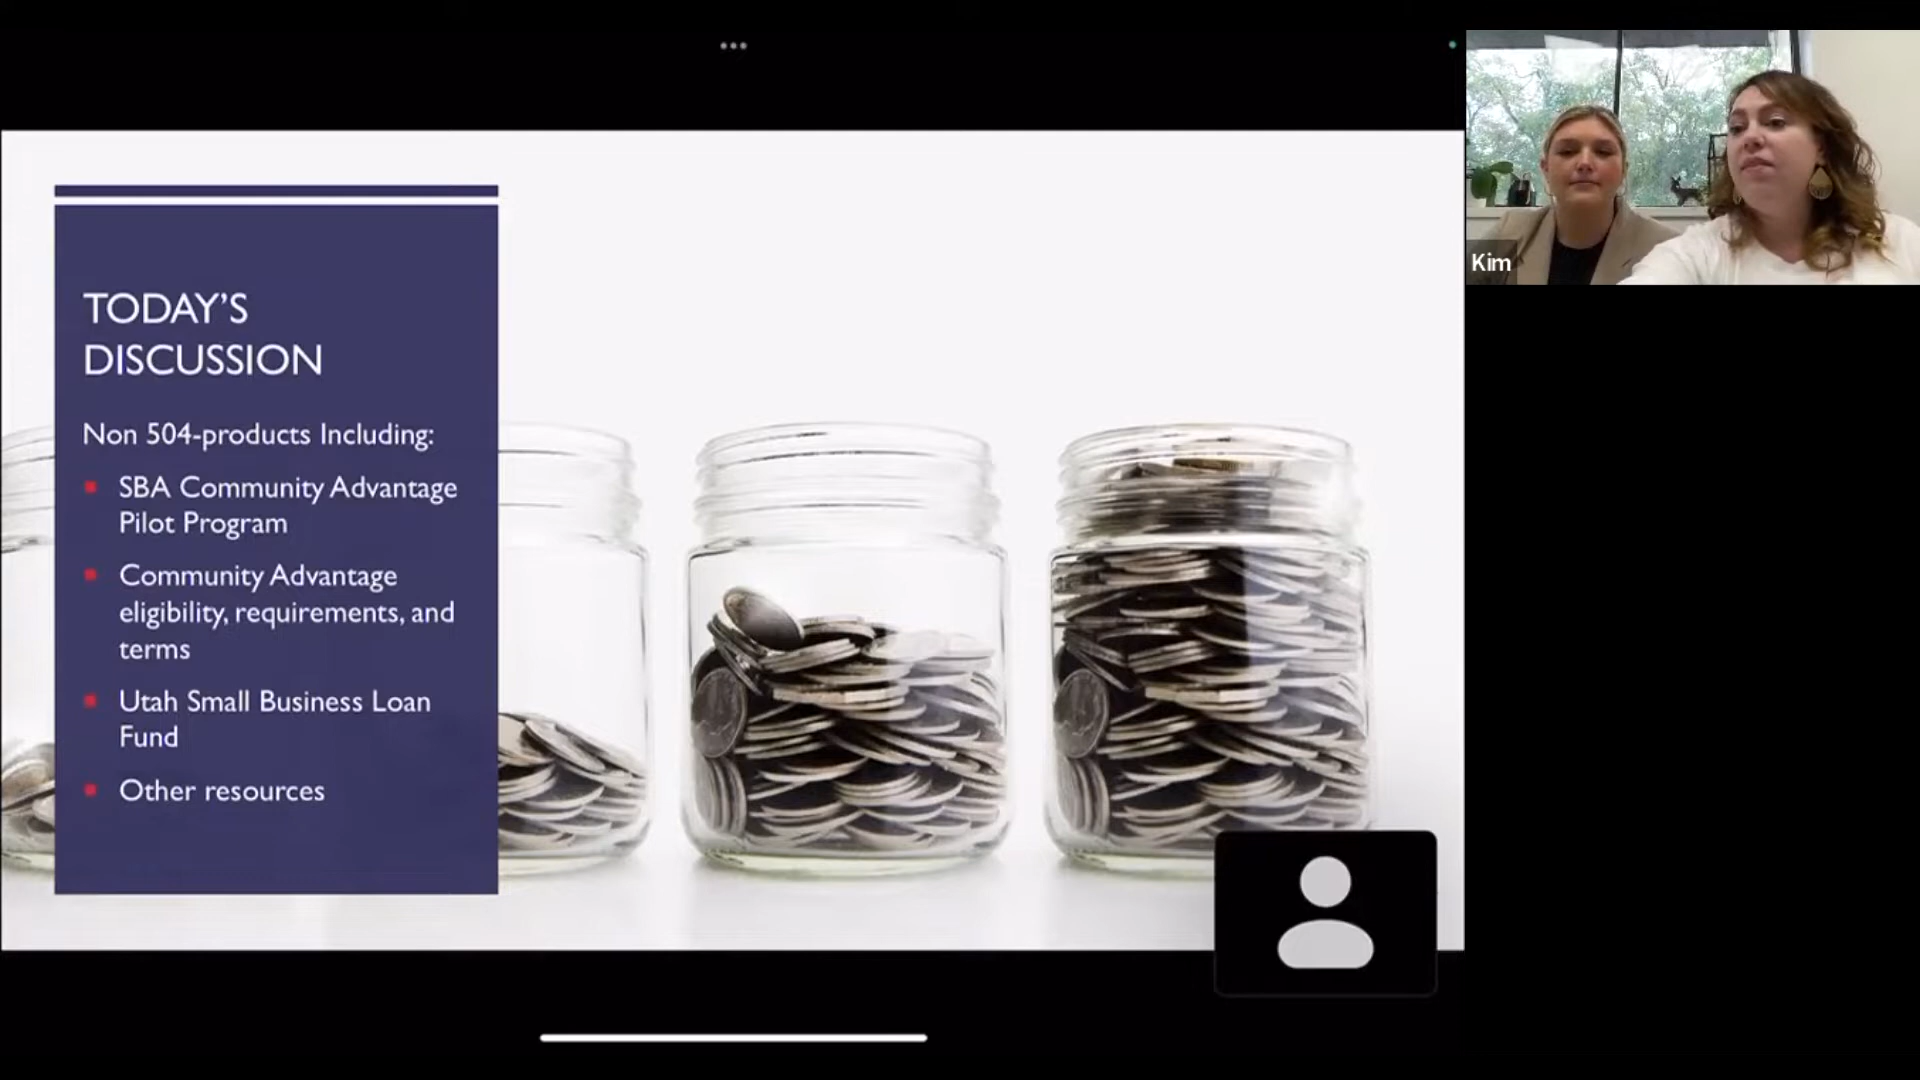 TODAY'S
DISCUSSION
Non 504-products Including:
SBA Community Advantage
Pilot Program
Community Advantage
eligibility, requirements, and
terms
Utah Small Business Loan
Fund
Other resources
Kim